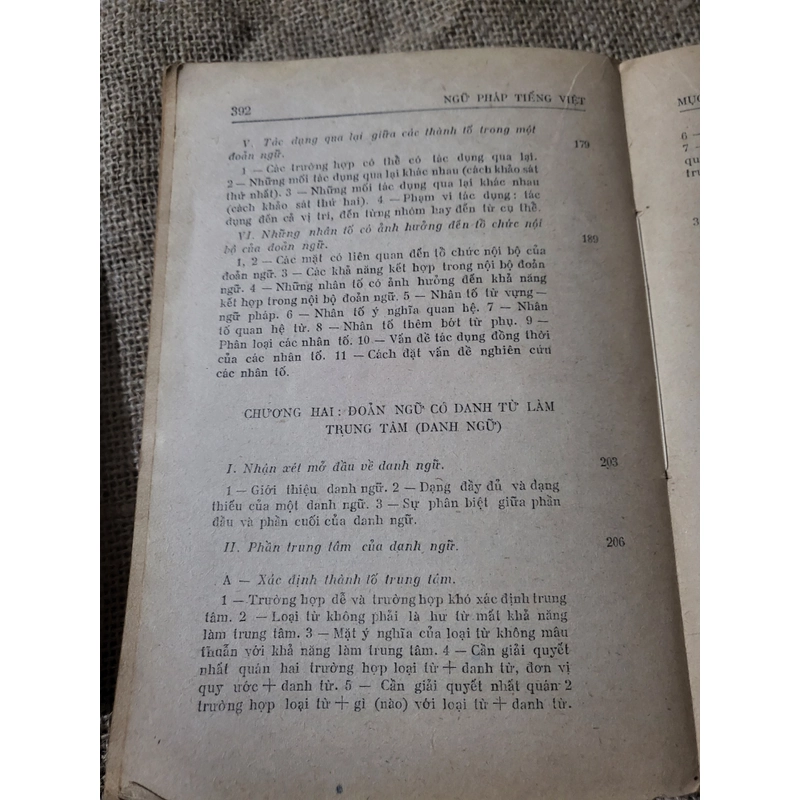 392 NGỮ PHÁP TIẾNG VIỆT
V. Tác dụng qua lại giữa các thành tố trong một
đoản ngữ. 179
1 — Các trường hợp có thể có tác dụng qua lại.
2 — Những mối tác dụng qua lại khác nhau (cách khảo sát
thứ nhất). 3 — Những mối tác dụng qua lại khác nhau
(cách khảo sát thứ hai). 4 — Phạm vi tác dụng : tác
dụng đến cả vị trí, đến từng nhóm hay đến từ cụ thể.
VI. Những nhân tố có ảnh hưởng đến tổ chức nội
bộ của đoản ngữ. 189
1, 2 — Các mặt có liên quan đến tổ chức nội bộ của
đoản ngữ. 3 — Các khả năng kết hợp trong nội bộ đoản
ngữ. 4 — Những nhân tố có ảnh hưởng đến khả năng
kết hợp trong nội bộ đoản ngữ. 5 — Nhân tố từ vựng —
ngữ pháp. 6 — Nhân tố ý nghĩa quan hệ. 7 — Nhân
tố quan hệ từ. 8 — Nhân tố thêm bớt từ phụ. 9 —
Phân loại các nhân tố. 10 — Vấn đề tác dụng đồng thời
của các nhân tố. 11 — Cách đặt vấn đề nghiên cứu
các nhân tố.
CHƯƠNG HAI : ĐOẢN NGỮ CÓ DANH TỪ LÀM
TRUNG TÂM (DANH NGỮ)
I. Nhận xét mở đầu về danh ngữ. 203
1 — Giới thiệu danh ngữ. 2 — Dạng đầy đủ và dạng
thiếu của một danh ngữ. 3 — Sự phân biệt giữa phần
đầu và phần cuối của danh ngữ.
II. Phần trung tâm của danh ngữ. 206
A — Xác định thành tố trung tâm.
1 — Trường hợp dễ và trường hợp khó xác định trung
tâm. 2 — Loại từ không phải là hư từ mất khả năng
làm trung tâm. 3 — Mặt ý nghĩa của loại từ không mâu
thuẫn với khả năng làm trung tâm. 4 — Cần giải quyết
nhất quán hai trường hợp loại từ + danh từ, đơn vị
quy ước + danh từ. 5 — Cần giải quyết nhất quán 2
trường hợp loại từ + gì (nào) với loại từ + danh từ.
MỤC
6 —
7 —
qu
tr
3